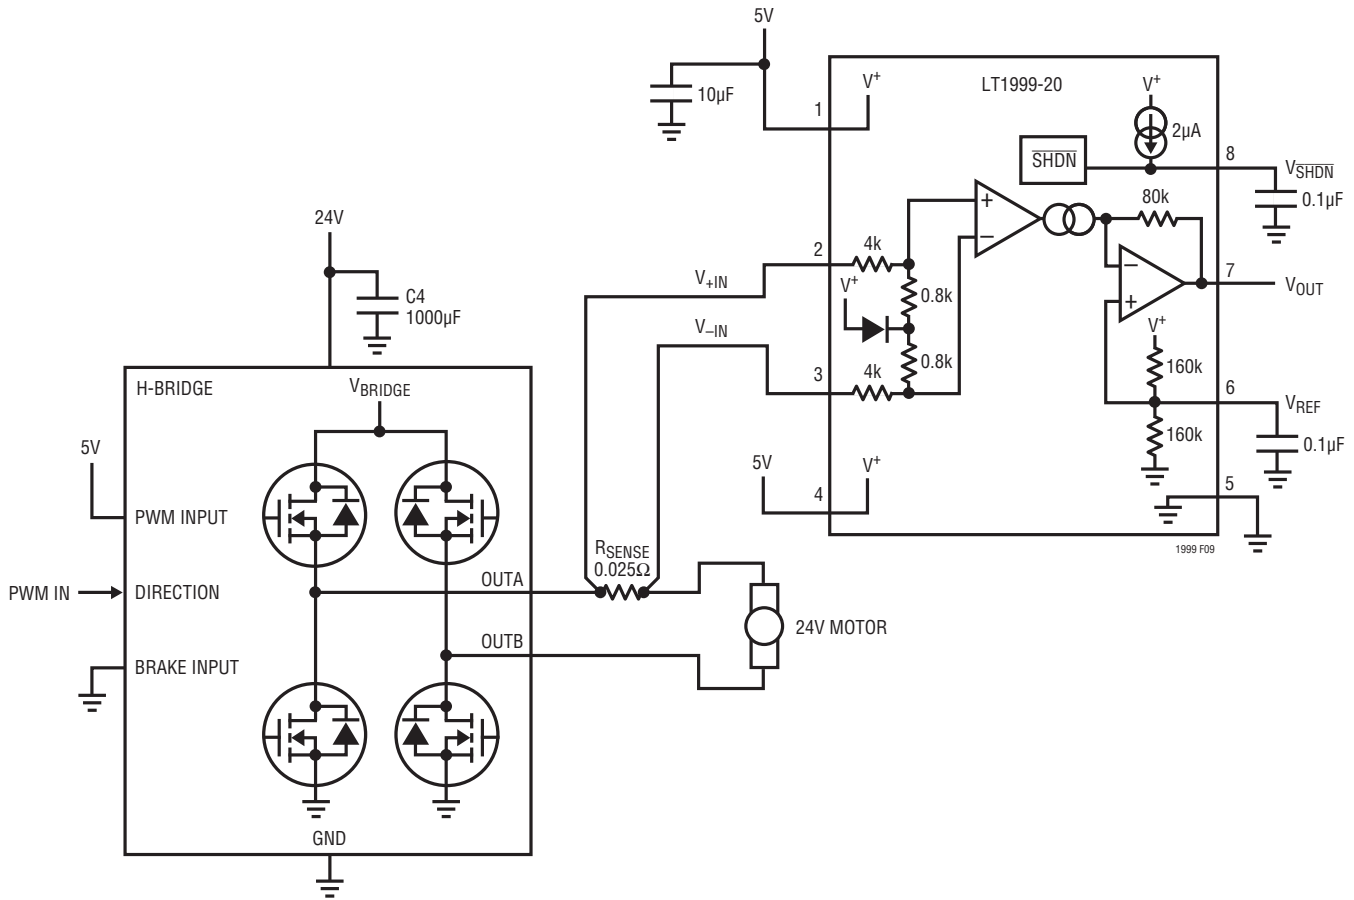 5V
V+
LT1999-20
V+
10µF
1
2µA
SHDN
8
VSHDN
0.1µF
80k
24V
2
4k
V+IN
V+
0.8k
7
VOUT
C4
1000µF
V–IN
V+
0.8k
160k
3
4k
6
VREF
H-BRIDGE
VBRIDGE
160k
0.1µF
5V
5V
V+
4
5
PWM INPUT
1999 F09
RSENSE
0.025Ω
OUTA
PWM IN
DIRECTION
24V MOTOR
OUTB
BRAKE INPUT
GND
+
–
–
+